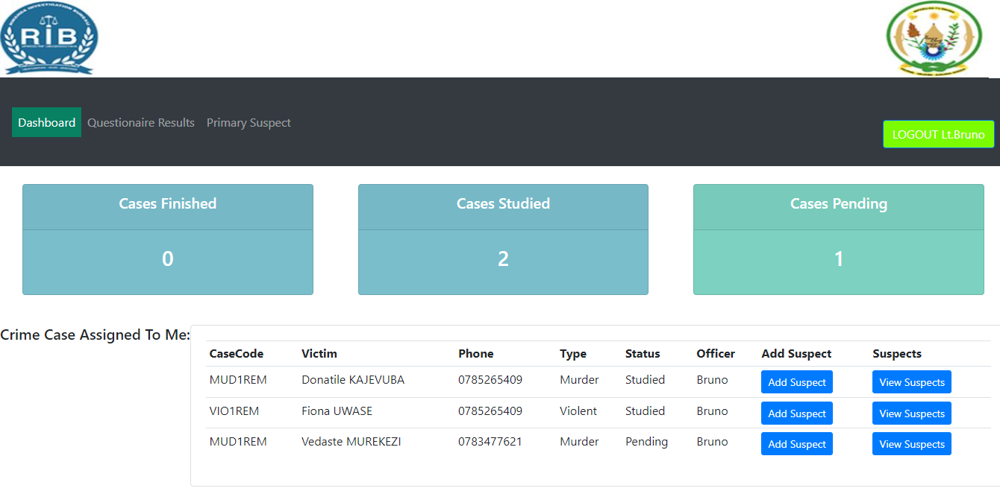 RWANDA INVESTIGATION BUREAU
RIB
Dashboard Questionaire Results Primary Suspect
LOGOUT Lt.Bruno
Cases Finished Cases Studied Cases Pending
0 2 1
Crime Case Assigned To Me:
CaseCode Victim Phone Type Status Officer Add Suspect Suspects
MUD1REM Donatile KAJEVUBA 0785265409 Murder Studied Bruno Add Suspect View Suspects
VIO1REM Fiona UWASE 0785265409 Violent Studied Bruno Add Suspect View Suspects
MUD1REM Vedaste MUREKEZI 0783477621 Murder Pending Bruno Add Suspect View Suspects